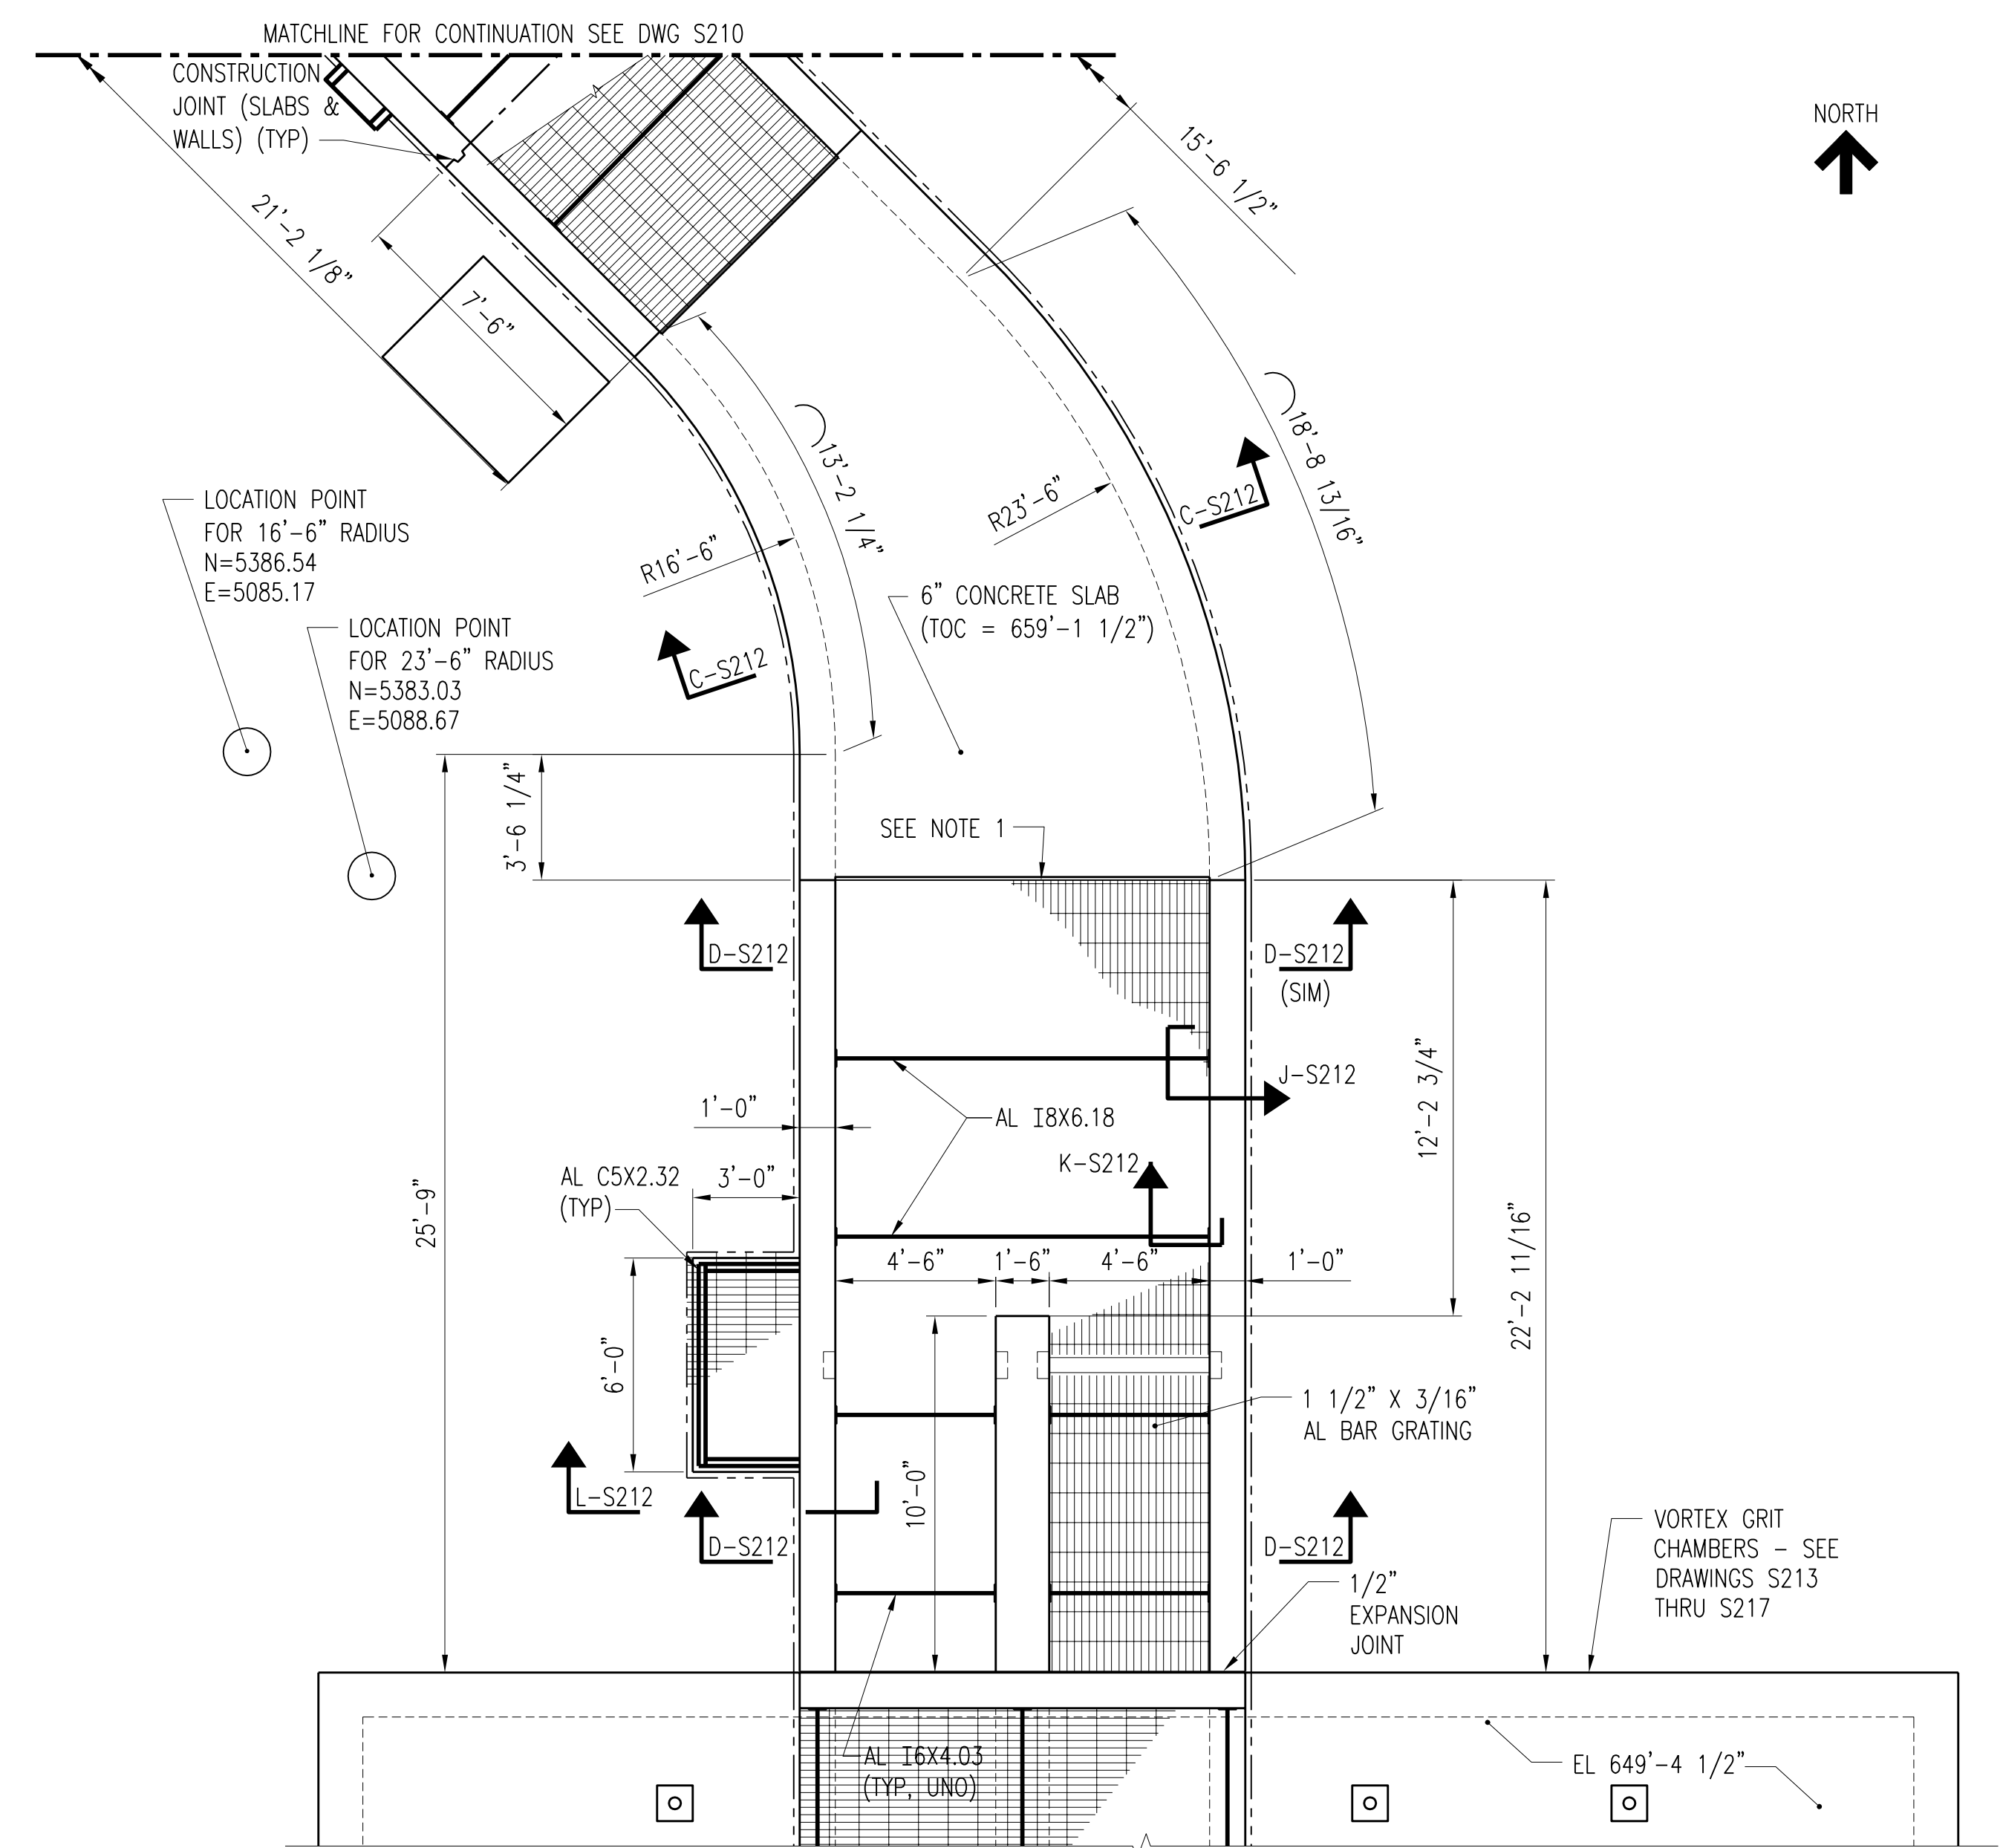 MATCHLINE FOR CONTINUATION SEE DWG S210
CONSTRUCTION
JOINT (SLABS &
WALLS) (TYP)
NORTH
15'-6 1/2"
21'-2 1/8"
7'-6"
18'-8 13/16"
13'-2 1/4"
R23'-6"
C-S212
R16'-6"
LOCATION POINT
FOR 16'-6" RADIUS
N=5386.54
E=5085.17
6" CONCRETE SLAB
(TOC = 659'-1 1/2")
LOCATION POINT
FOR 23'-6" RADIUS
N=5383.03
E=5088.67
C-S212
3'-6 1/4"
SEE NOTE 1
D-S212
D-S212
(SIM)
J-S212
12'-2 3/4"
1'-0"
AL I8X6.18
K-S212
AL C5X2.32
(TYP)
3'-0"
25'-9"
22'-2 11/16"
4'-6"
1'-6"
4'-6"
1'-0"
6'-0"
1 1/2" X 3/16"
AL BAR GRATING
10'-0"
L-S212
D-S212
D-S212
VORTEX GRIT
CHAMBERS - SEE
DRAWINGS S213
THRU S217
1/2"
EXPANSION
JOINT
AL I6X4.03
(TYP, UNO)
EL 649'-4 1/2"